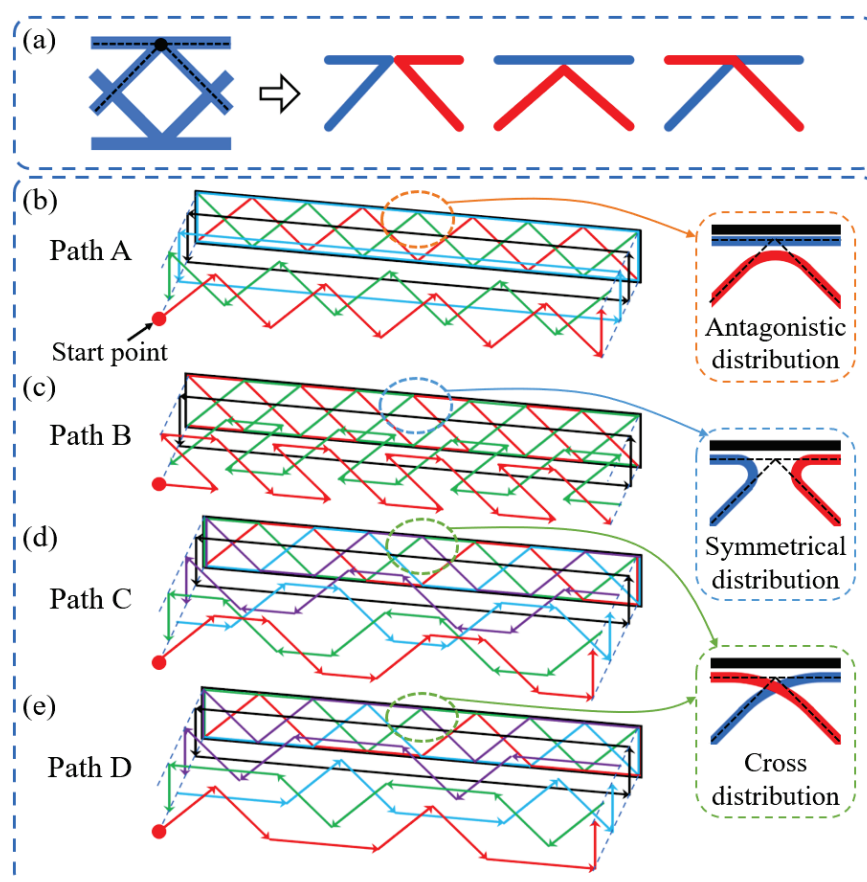 (a)
(b)
Path A
Start point
Antagonistic
distribution
(c)
Path B
Symmetrical
distribution
(d)
Path C
(e)
Path D
Cross
distribution